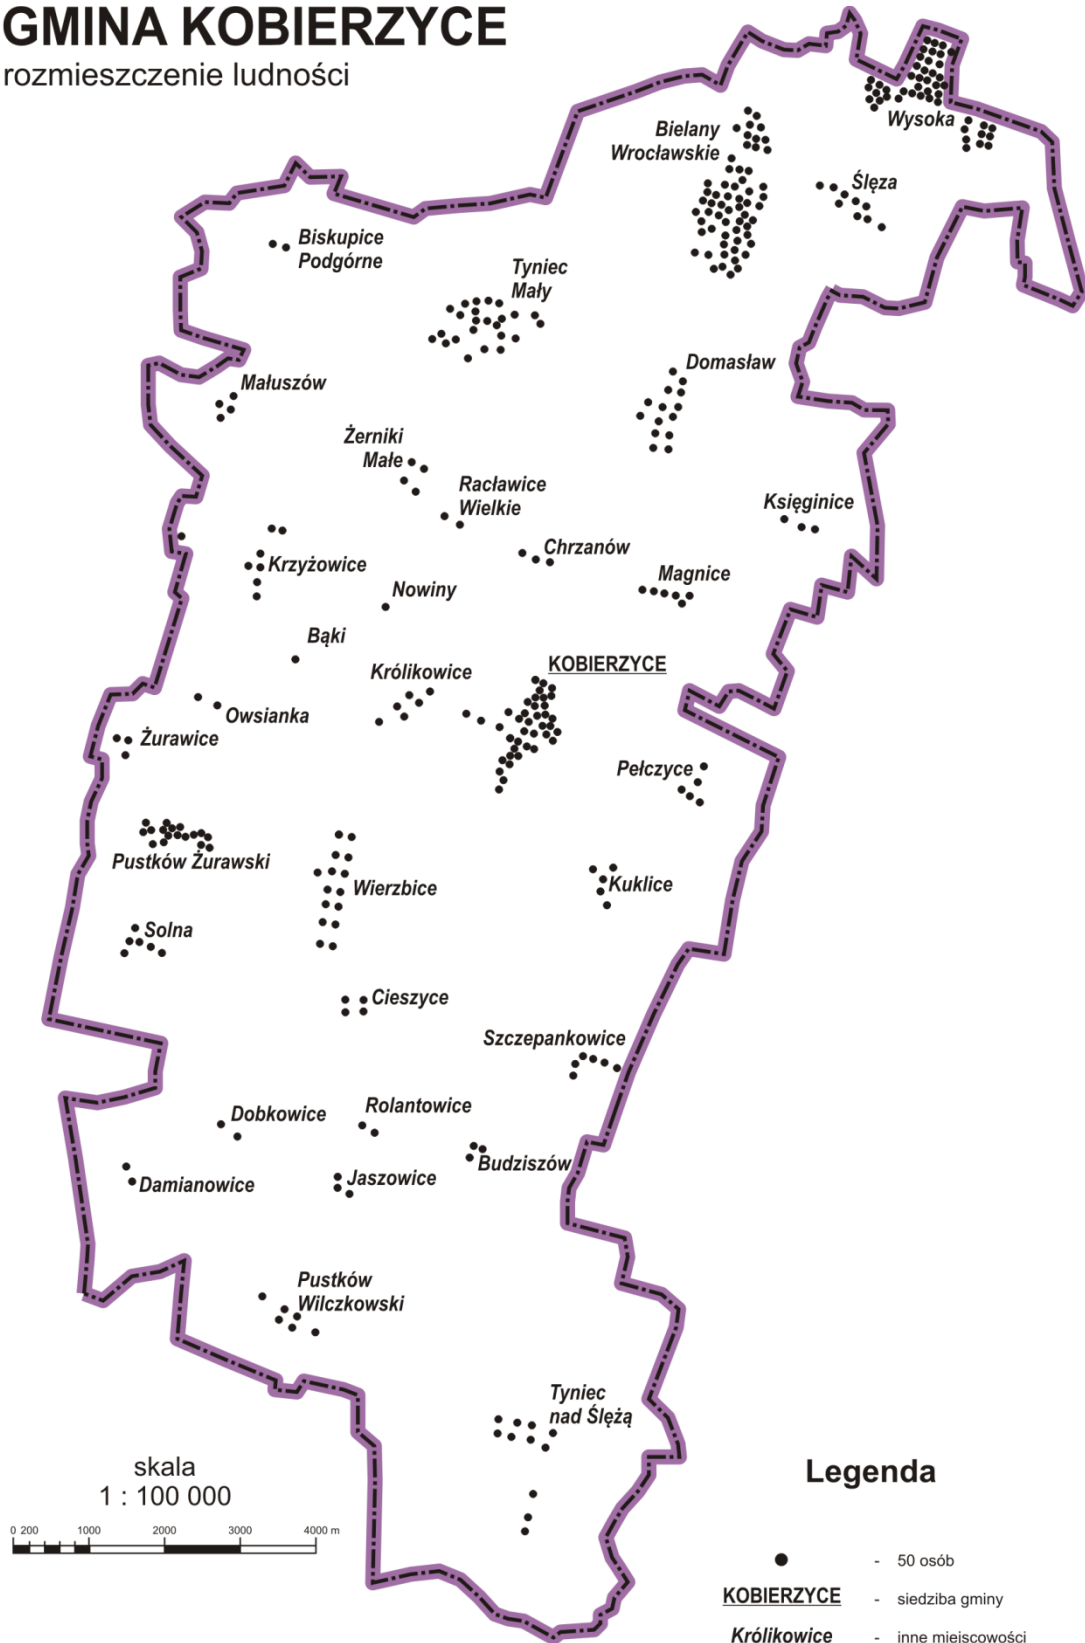 GMINA KOBIERZYCE
rozmieszczenie ludności
Wysoka
Bielany
Wrocławskie
Ślęza
Biskupice
Podgórne
Tyniec
Mały
Domasław
Małuszów
Żerniki
Małe
Racławice
Wielkie
Księginice
Chrzanów
Krzyżowice
Magnice
Nowiny
Bąki
KOBIERZYCE
Królikowice
Owsianka
Żurawice
Pełczyce
Pustków Żurawski
Wierzbice
Kuklice
Solna
Cieszyce
Szczepankowice
Rolantowice
Dobkowice
Budziszów
Jaszowice
Damianowice
Pustków
Wilczkowski
Tyniec
nad Ślężą
skala
1 : 100 000
0 200 1000 2000 3000 4000 m
Legenda
- 50 osób
KOBIERZYCE - siedziba gminy
Królikowice - inne miejscowości